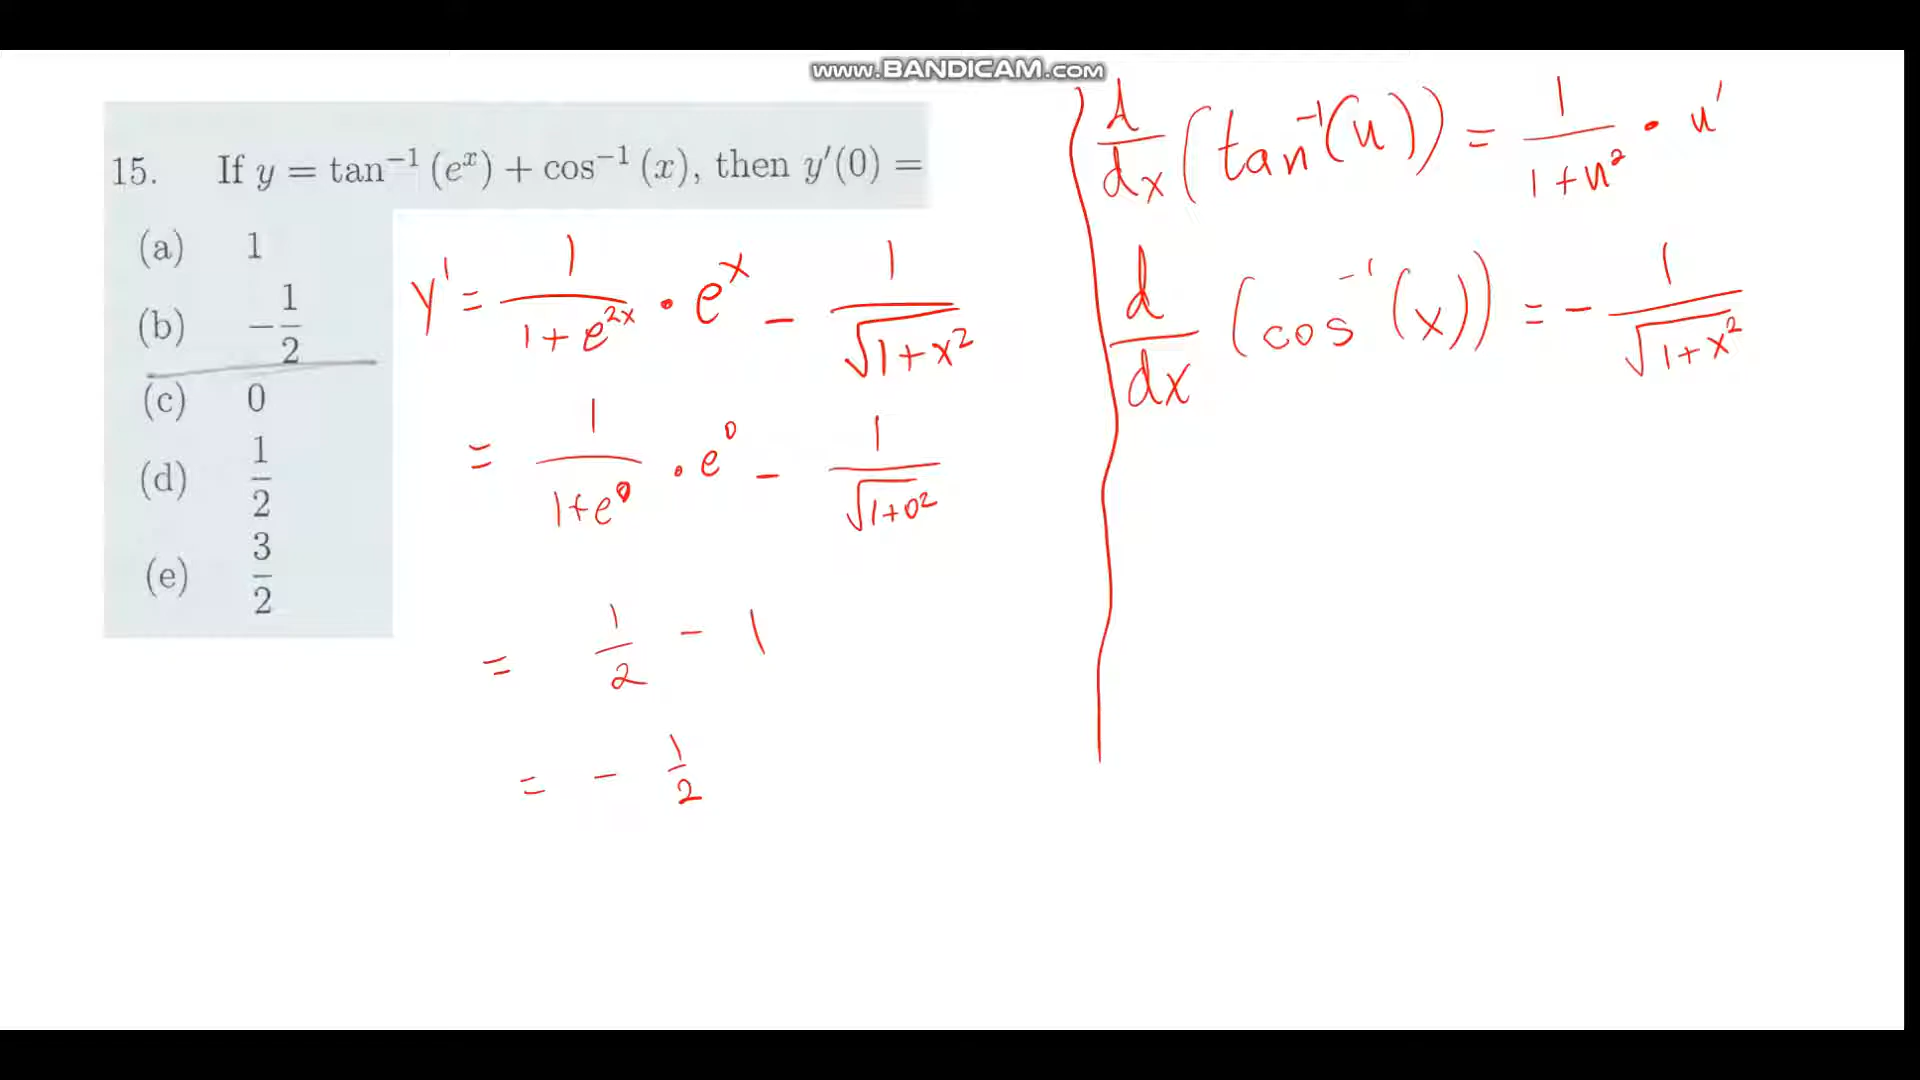 www.BANDICAM.com
15. If y = tan⁻¹ (eˣ) + cos⁻¹ (x), then y′(0) =
(a) 1
(b) −1/2
(c) 0
(d) 1/2
(e) 3/2
y' = 1/(1+e^(2x)) · eˣ − 1/√(1+x²)
= 1/(1+e⁰) · e⁰ − 1/√(1+0²)
= 1/2 − 1
= − 1/2
d/dx (tan⁻¹(u)) = 1/(1+u²) · u'
d/dx (cos⁻¹(x)) = − 1/√(1+x²)